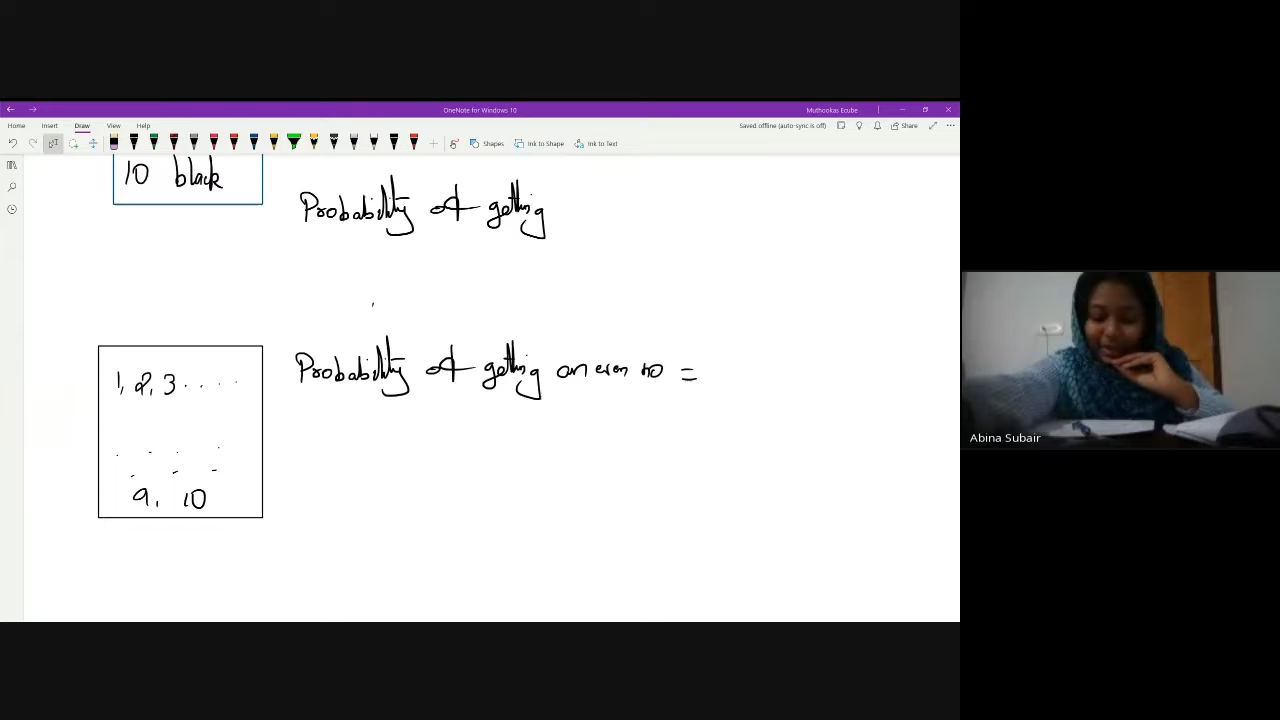 OneNote for Windows 10
Muthookas Ecube
Home Insert Draw View Help
Saved offline (auto-sync is off)
Share
Shapes Ink to Shape Ink to Text
10 black
Probability of getting
Probability of getting an even no =
1, 2, 3 . . . .
9, 10
Abina Subair